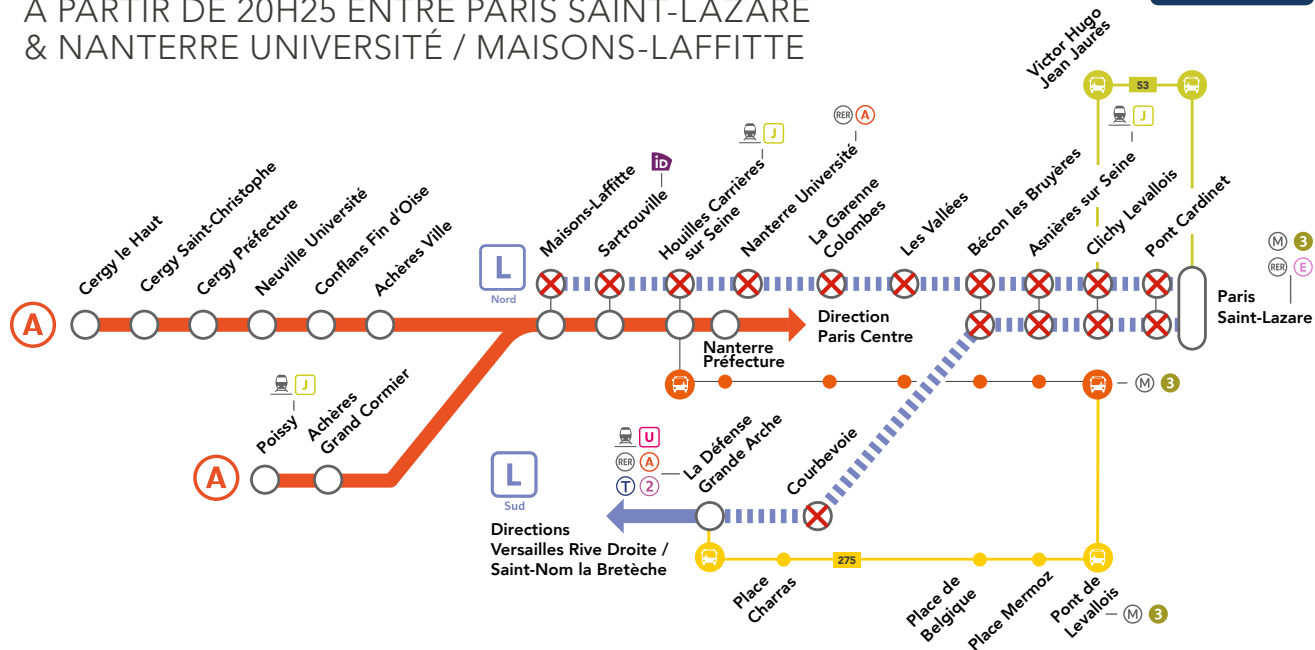 À PARTIR DE 20H25 ENTRE PARIS SAINT-LAZARE
& NANTERRE UNIVERSITÉ / MAISONS-LAFFITTE
Victor Hugo
Jean Jaurès
53
J
RER A
J
iD
Cergy le Haut
Cergy Saint-Christophe
Cergy Préfecture
Neuville Université
Conflans Fin d'Oise
Achères Ville
Maisons-Laffitte
Sartrouville
Houilles Carrières
sur Seine
Nanterre Université
La Garenne
Colombes
Les Vallées
Bécon les Bruyères
Asnières sur Seine
Clichy Levallois
Pont Cardinet
M 3
RER E
Paris
Saint-Lazare
L
Nord
A
Direction
Paris Centre
Nanterre
Préfecture
M 3
J
Poissy
Achères
Grand Cormier
A
U
RER A
T 2
La Défense
Grande Arche
Courbevoie
L
Sud
Directions
Versailles Rive Droite /
Saint-Nom la Bretèche
275
Place
Charras
Place de
Belgique
Place Mermoz
Pont de
Levallois
M 3